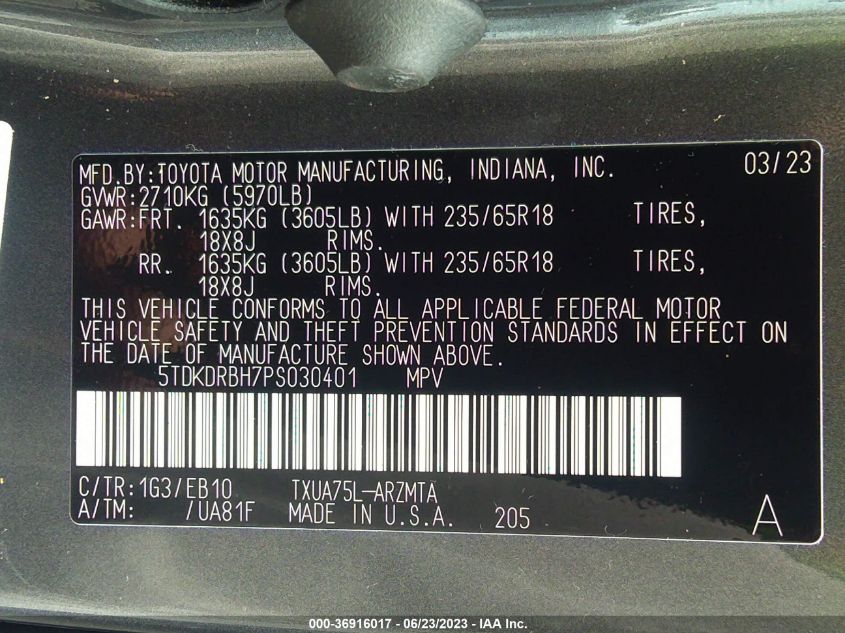 MFD.BY:TOYOTA MOTOR MANUFACTURING, INDIANA, INC. 03/23
GVWR:2710KG (5970LB)
GAWR:FRT. 1635KG (3605LB) WITH 235/65R18 TIRES,
18X8J RIMS.
RR. 1635KG (3605LB) WITH 235/65R18 TIRES,
18X8J RIMS.
THIS VEHICLE CONFORMS TO ALL APPLICABLE FEDERAL MOTOR
VEHICLE SAFETY AND THEFT PREVENTION STANDARDS IN EFFECT ON
THE DATE OF MANUFACTURE SHOWN ABOVE.
5TDKDRBH7PS030401 MPV
C/TR:1G3/EB10 TXUA75L-ARZMTA
A/TM: /UA81F MADE IN U.S.A. 205 A
000-36916017 - 06/23/2023 - IAA Inc.